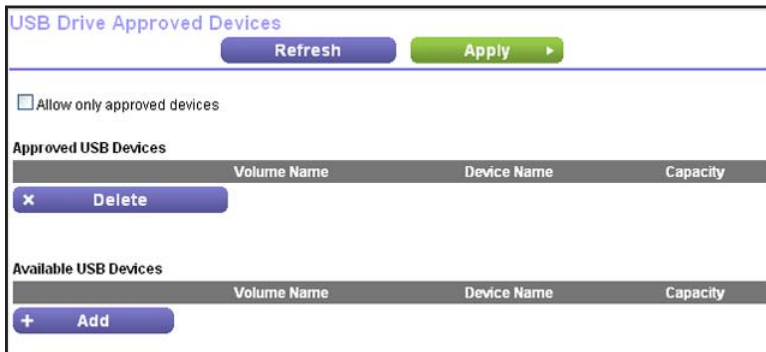 USB Drive Approved Devices
Refresh Apply
Allow only approved devices
Approved USB Devices
Volume Name Device Name Capacity
Delete
Available USB Devices
Volume Name Device Name Capacity
Add